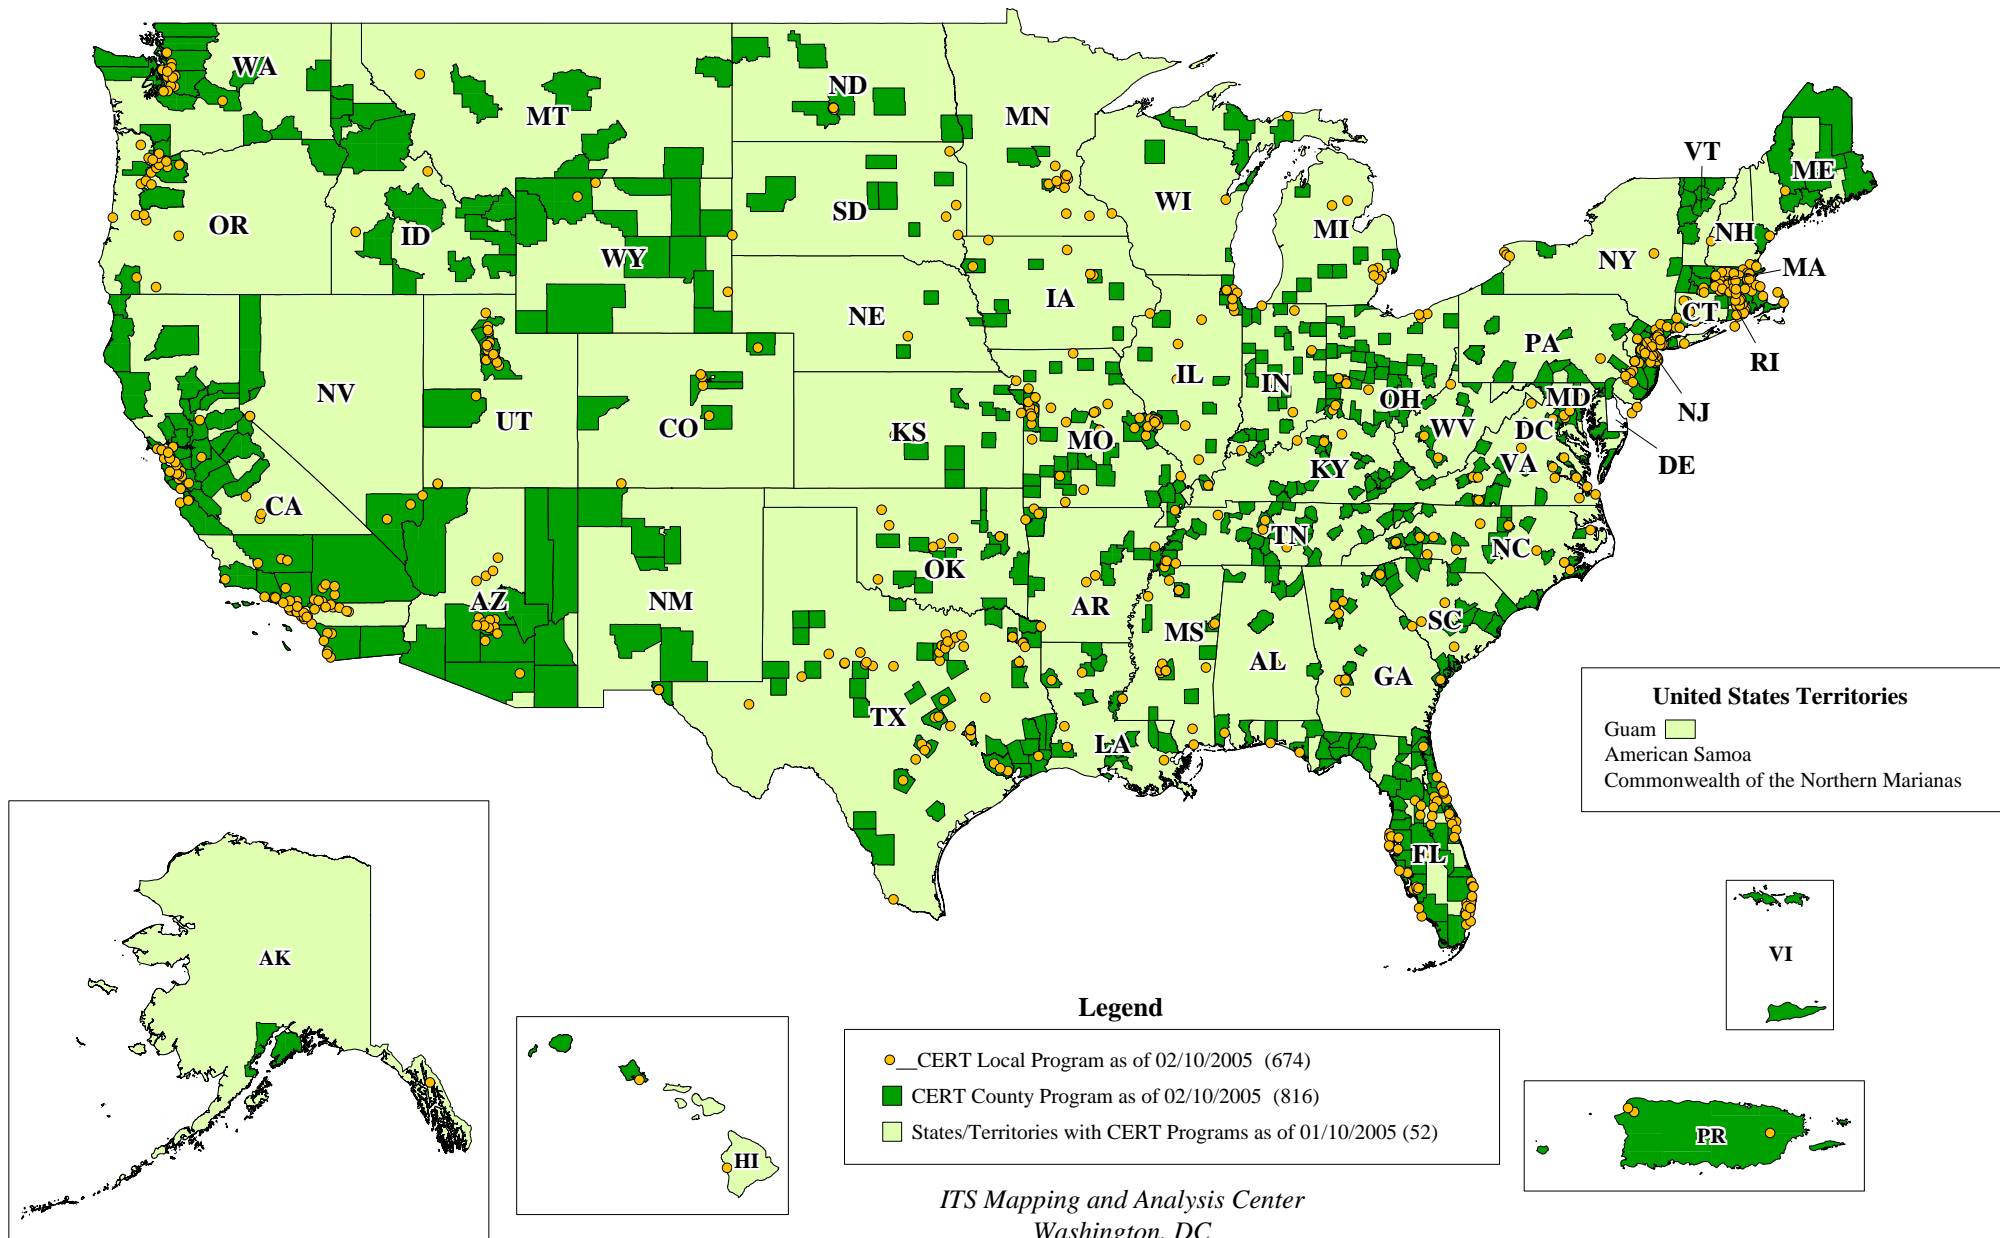 WA
MT
ND
MN
VT
ME
OR
ID
WY
SD
WI
MI
NY
NH
MA
NE
IA
CT
RI
NV
UT
CO
KS
MO
IL
IN
OH
PA
MD
NJ
WV
DC
DE
CA
KY
VA
AZ
NM
OK
AR
TN
NC
MS
AL
GA
SC
TX
LA
FL
United States Territories
Guam
American Samoa
Commonwealth of the Northern Marianas
AK
HI
VI
PR
Legend
__CERT Local Program as of 02/10/2005 (674)
CERT County Program as of 02/10/2005 (816)
States/Territories with CERT Programs as of 01/10/2005 (52)
ITS Mapping and Analysis Center
Washington, DC